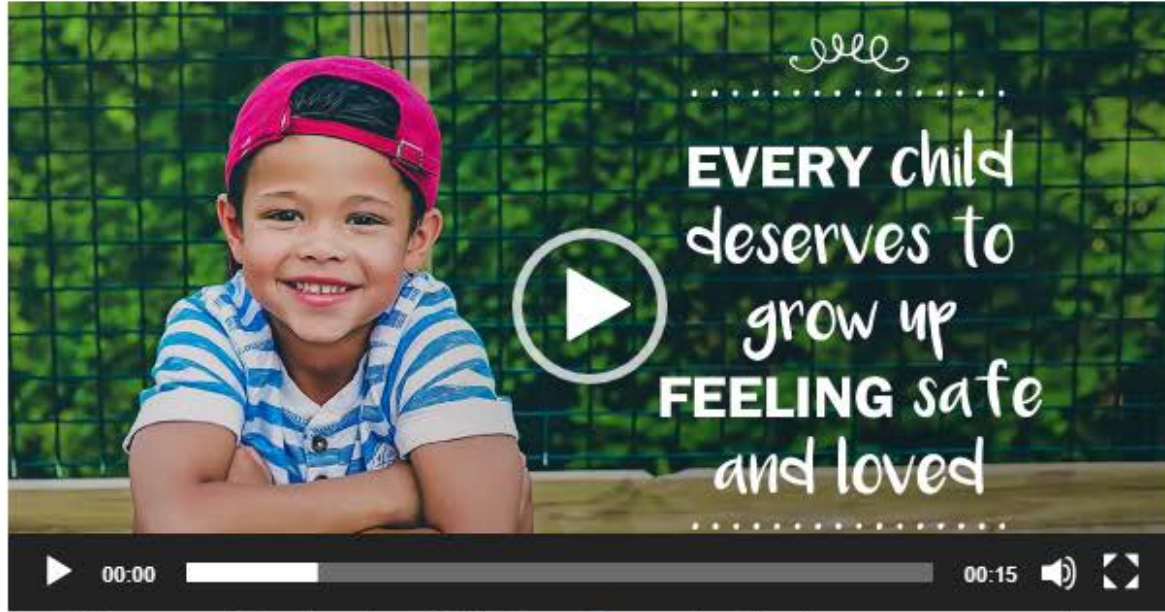 EVERY child
deserves to
grow up
FEELING safe
and loved
00:00 00:15